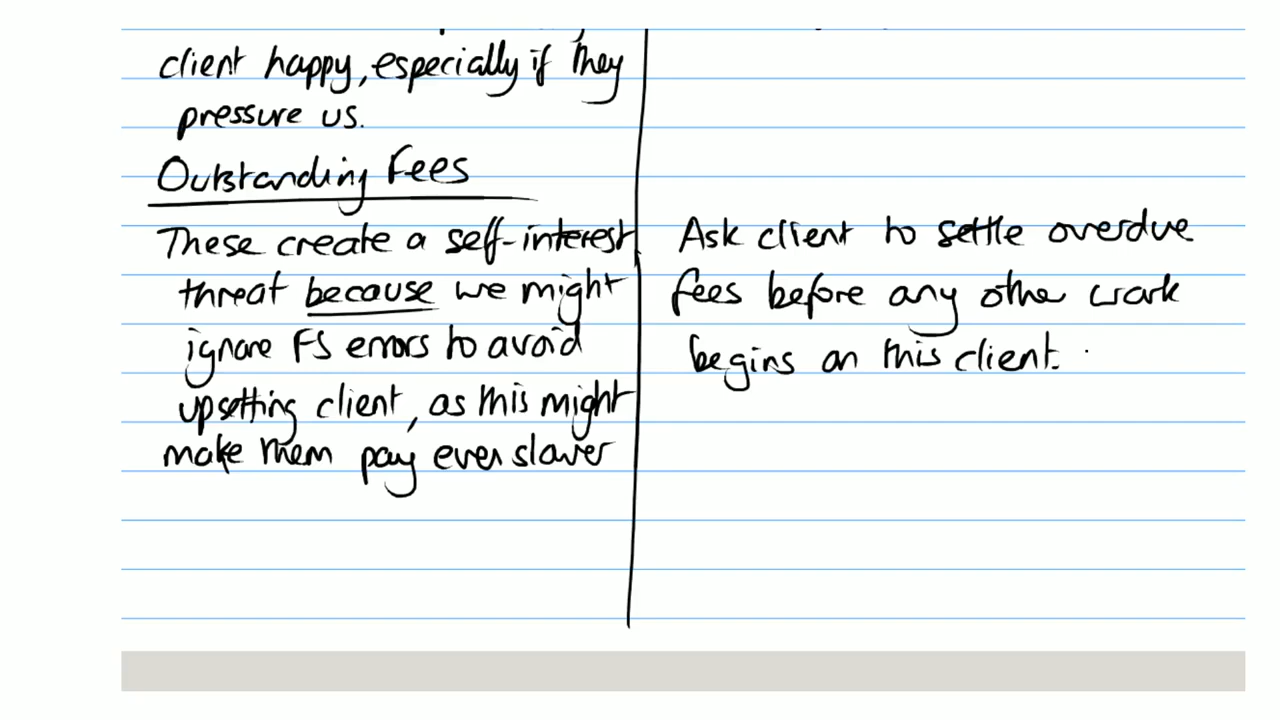 client happy, especially if they
pressure us.
Outstanding Fees
These create a self-interest
threat because we might
ignore FS errors to avoid
upsetting client, as this might
make them pay even slower
Ask client to settle overdue
fees before any other work
begins on this client.